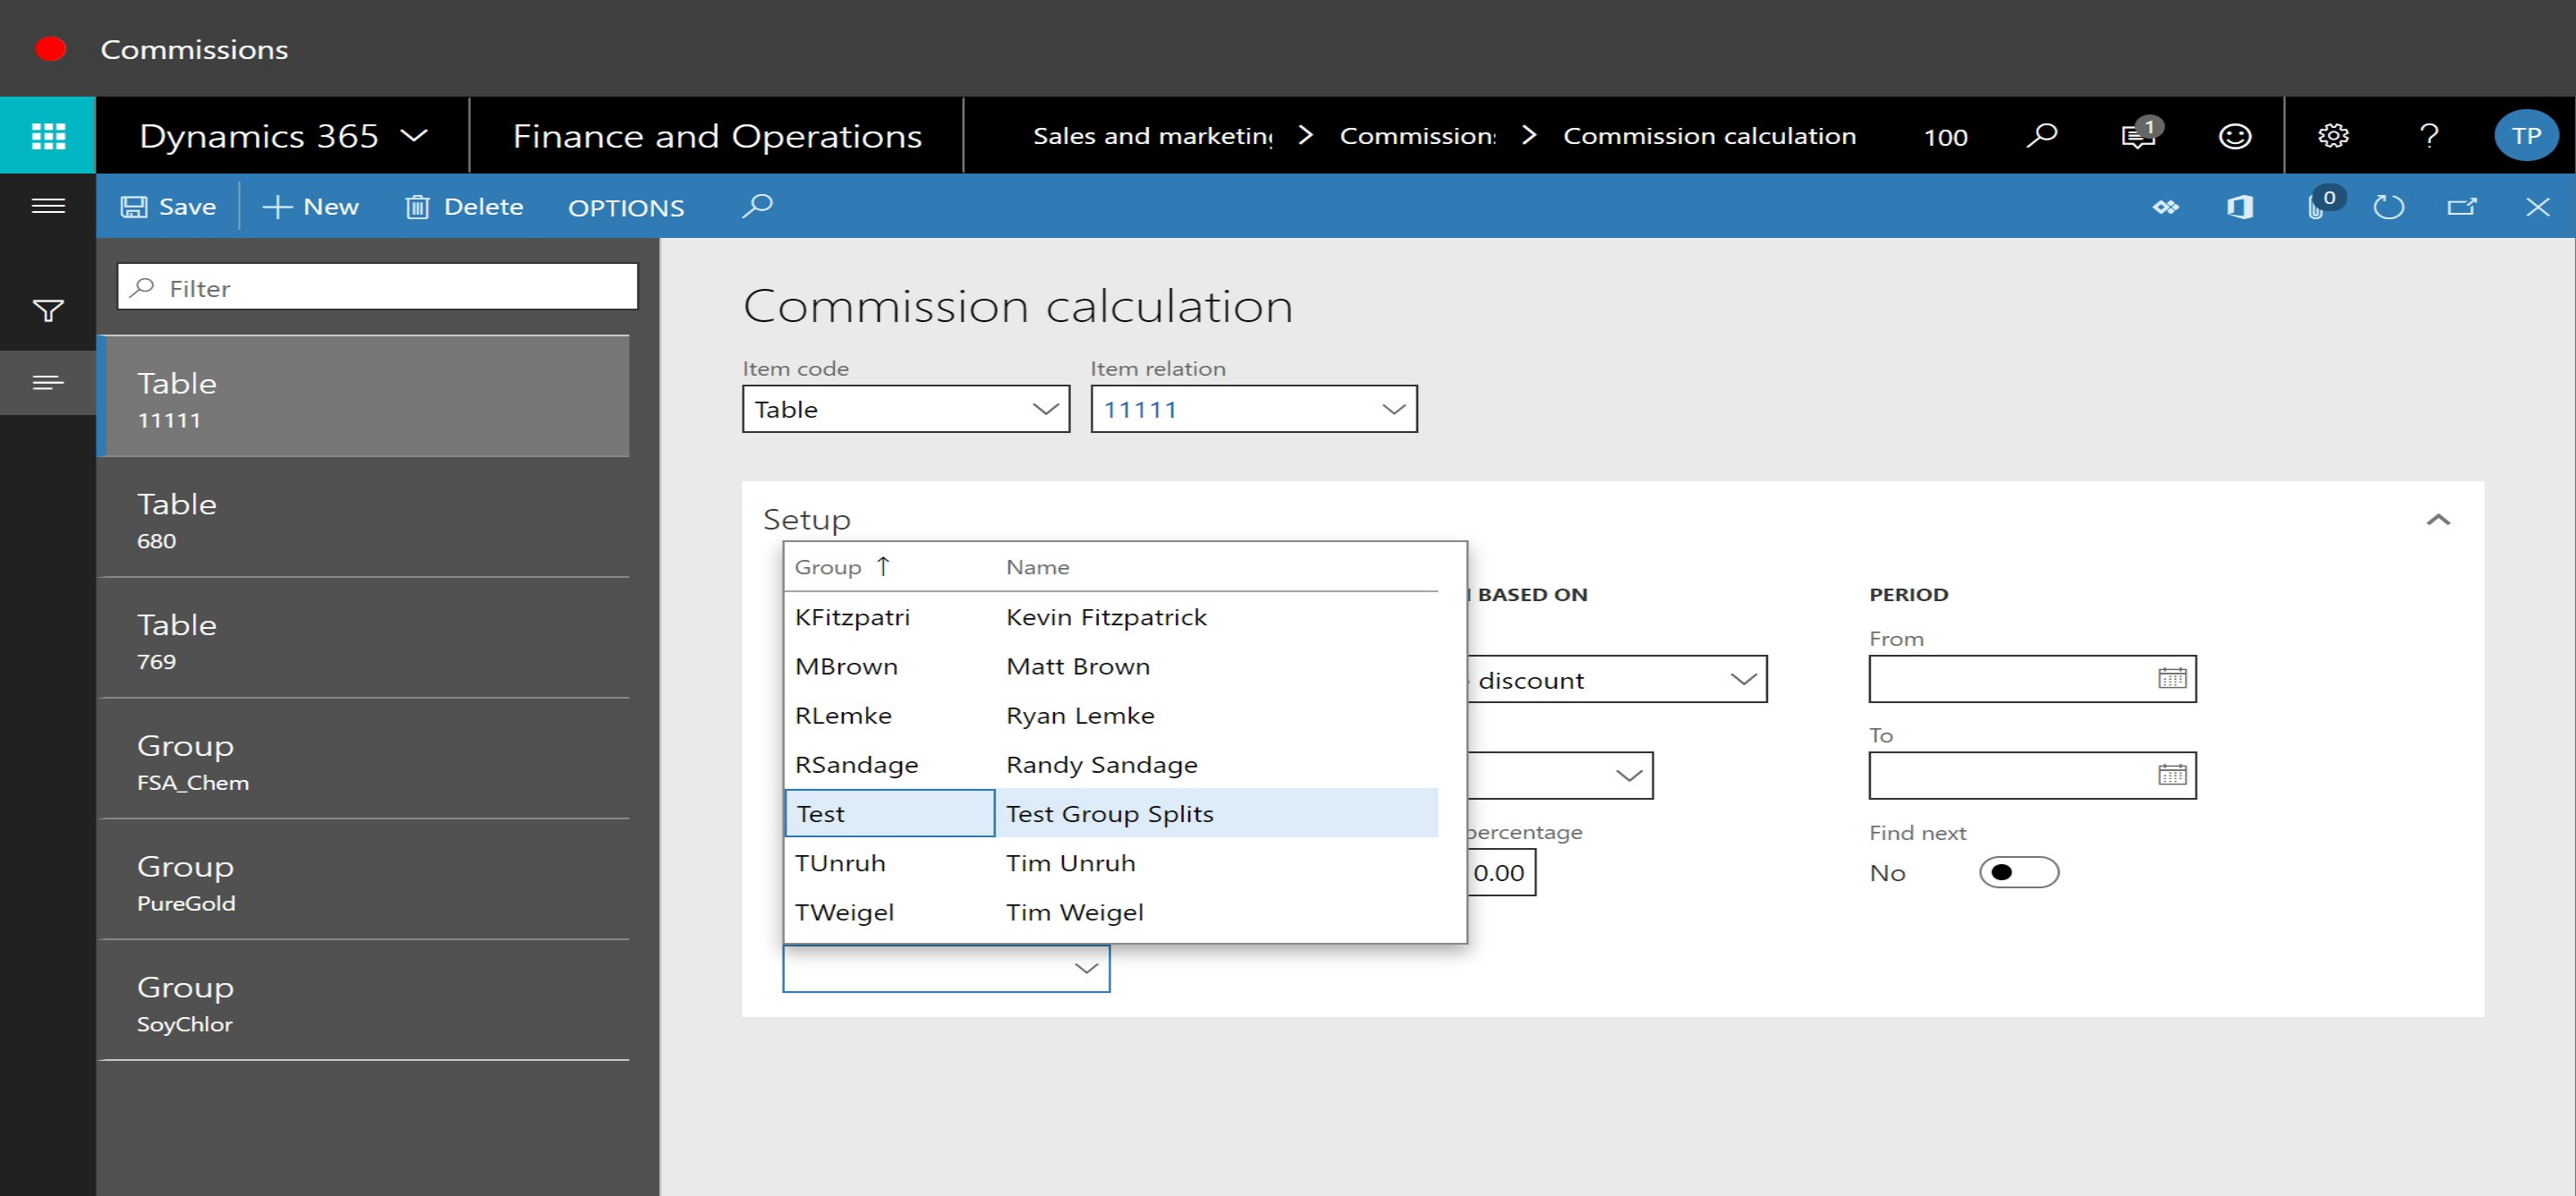 Commissions
Dynamics 365
Finance and Operations
Sales and marketing
Commission
Commission calculation
100
1
?
TP
Save
New
Delete
OPTIONS
0
Filter
Table
11111
Table
680
Table
769
Group
FSA_Chem
Group
PureGold
Group
SoyChlor
Commission calculation
Item code
Item relation
Table
11111
Setup
Group
Name
KFitzpatri
Kevin Fitzpatrick
MBrown
Matt Brown
RLemke
Ryan Lemke
RSandage
Randy Sandage
Test
Test Group Splits
TUnruh
Tim Unruh
TWeigel
Tim Weigel
BASED ON
discount
percentage
0.00
PERIOD
From
To
Find next
No